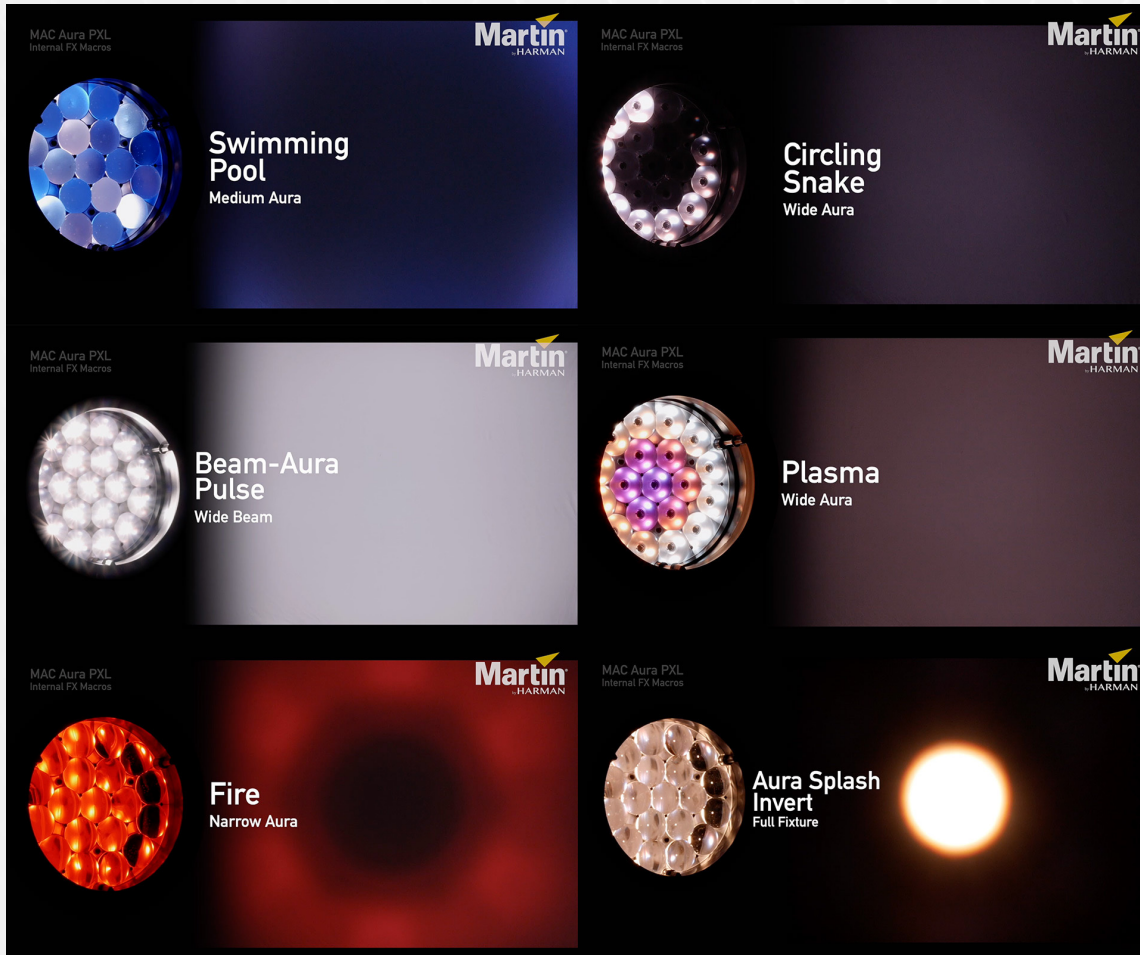 MAC Aura PXL
Internal FX Macros
Martin®
by HARMAN
Swimming
Pool
Medium Aura
MAC Aura PXL
Internal FX Macros
Martin
by HARMAN
Circling
Snake
Wide Aura
MAC Aura PXL
Internal FX Macros
Martin®
by HARMAN
Beam-Aura
Pulse
Wide Beam
MAC Aura PXL
Internal FX Macros
Martin
by HARMAN
Plasma
Wide Aura
MAC Aura PXL
Internal FX Macros
Martin®
by HARMAN
Fire
Narrow Aura
MAC Aura PXL
Internal FX Macros
Martin
by HARMAN
Aura Splash
Invert
Full Fixture